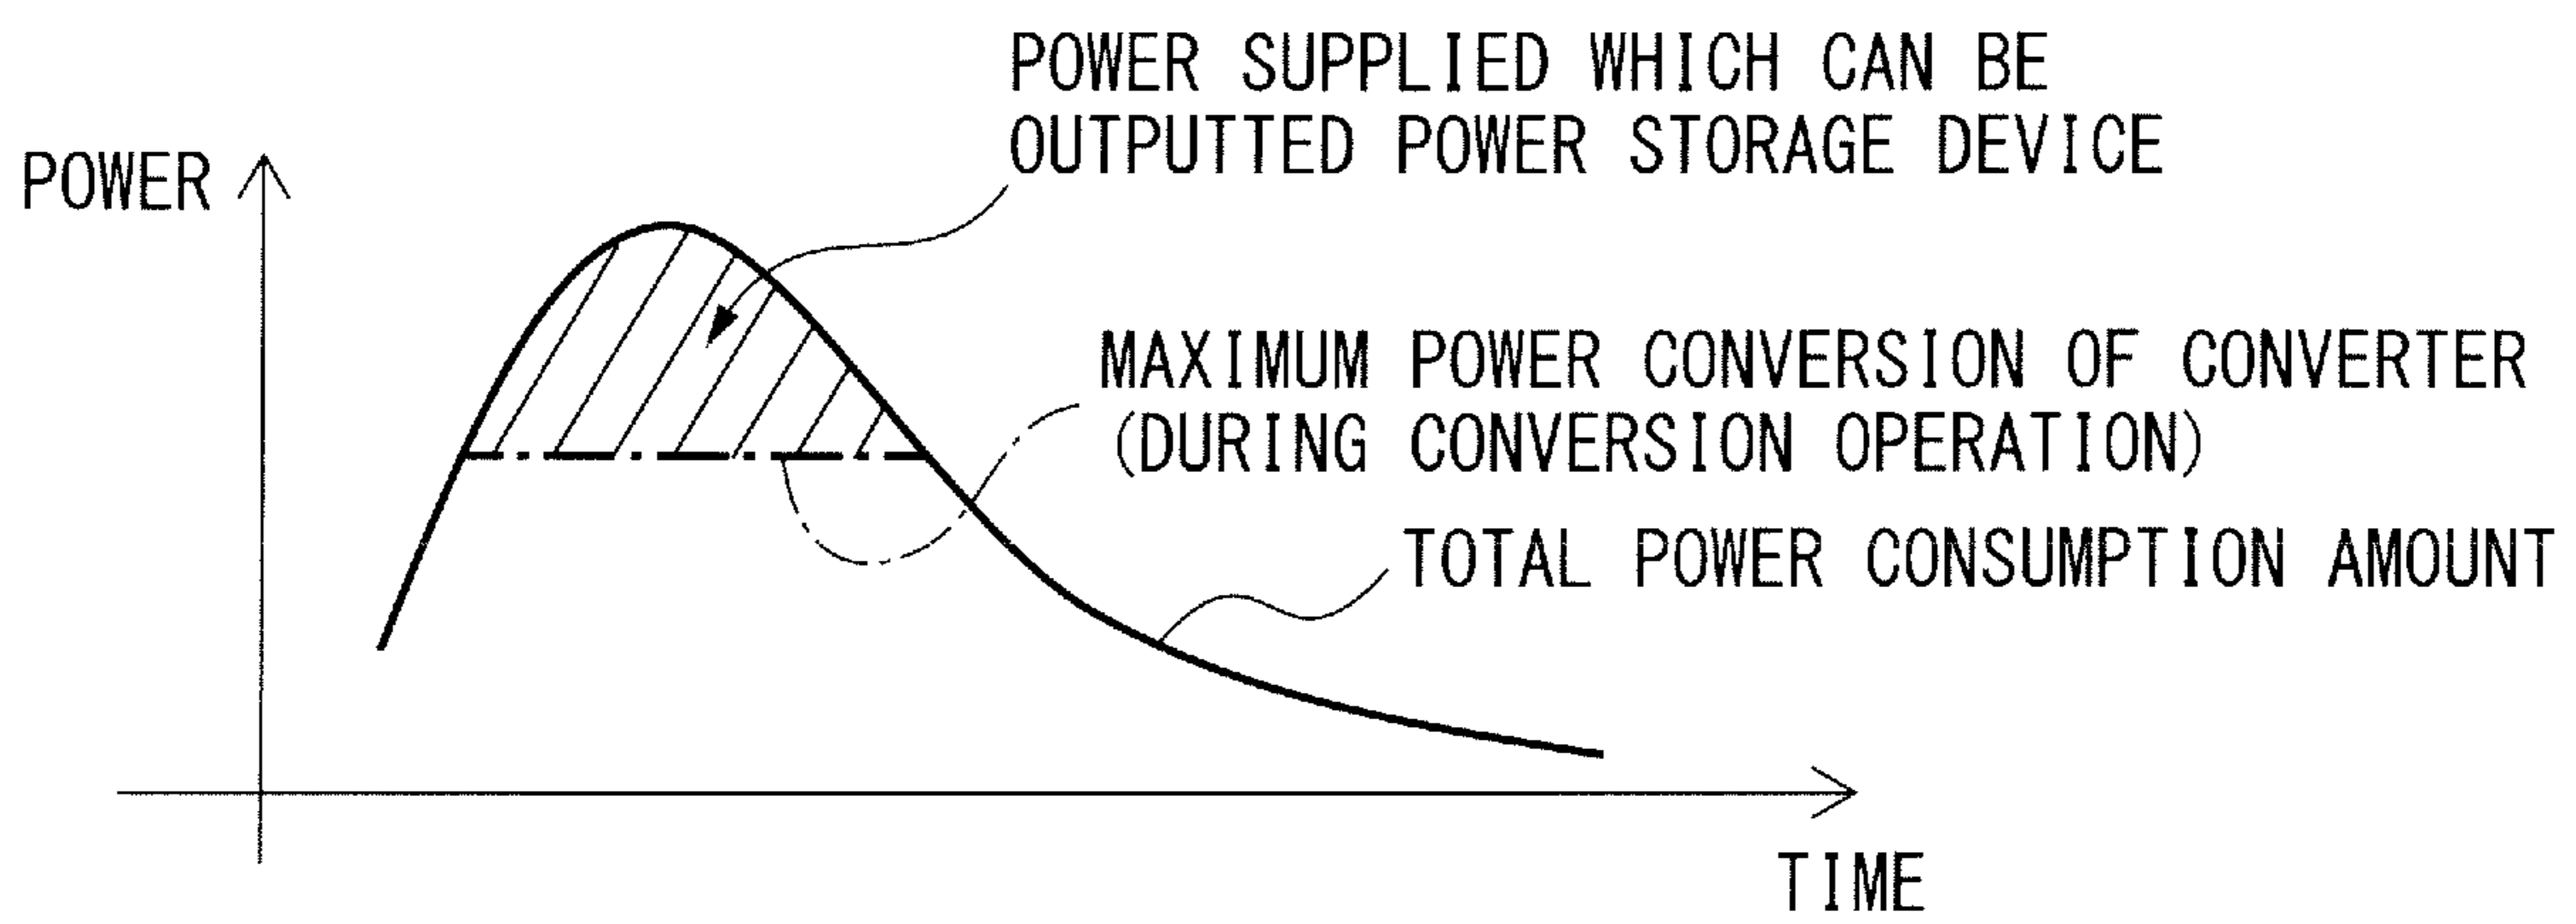 POWER SUPPLIED WHICH CAN BE
OUTPUTTED POWER STORAGE DEVICE
POWER
MAXIMUM POWER CONVERSION OF CONVERTER
(DURING CONVERSION OPERATION)
TOTAL POWER CONSUMPTION AMOUNT
TIME